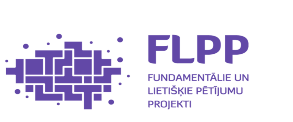 FLPP
FUNDAMENTĀLIE UN
LIETIŠĶIE PĒTĪJUMU
PROJEKTI